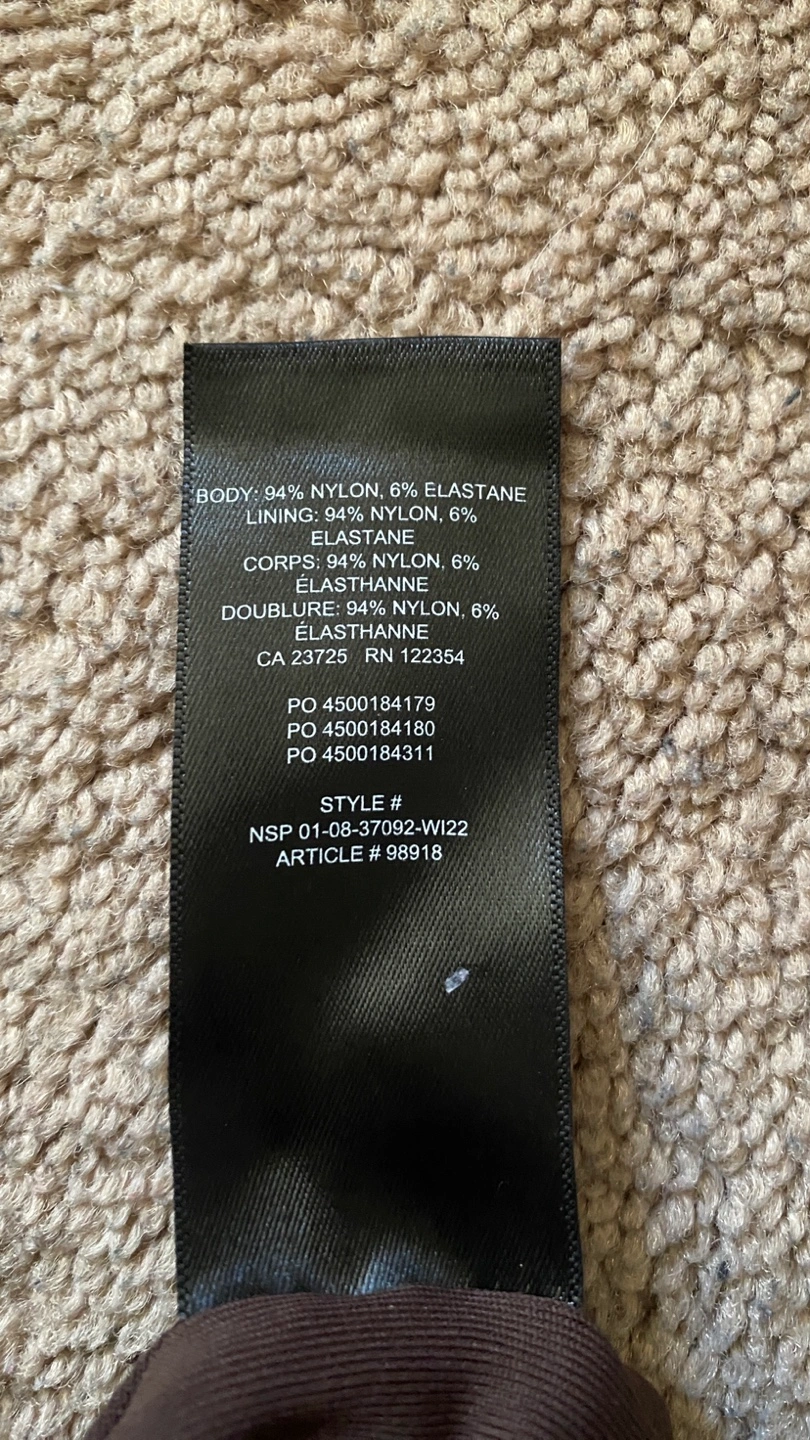 BODY: 94% NYLON, 6% ELASTANE
LINING: 94% NYLON, 6%
ELASTANE
CORPS: 94% NYLON, 6%
ÉLASTHANNE
DOUBLURE: 94% NYLON, 6%
ÉLASTHANNE
CA 23725 RN 122354
PO 4500184179
PO 4500184180
PO 4500184311
STYLE #
NSP 01-08-37092-WI22
ARTICLE # 98918